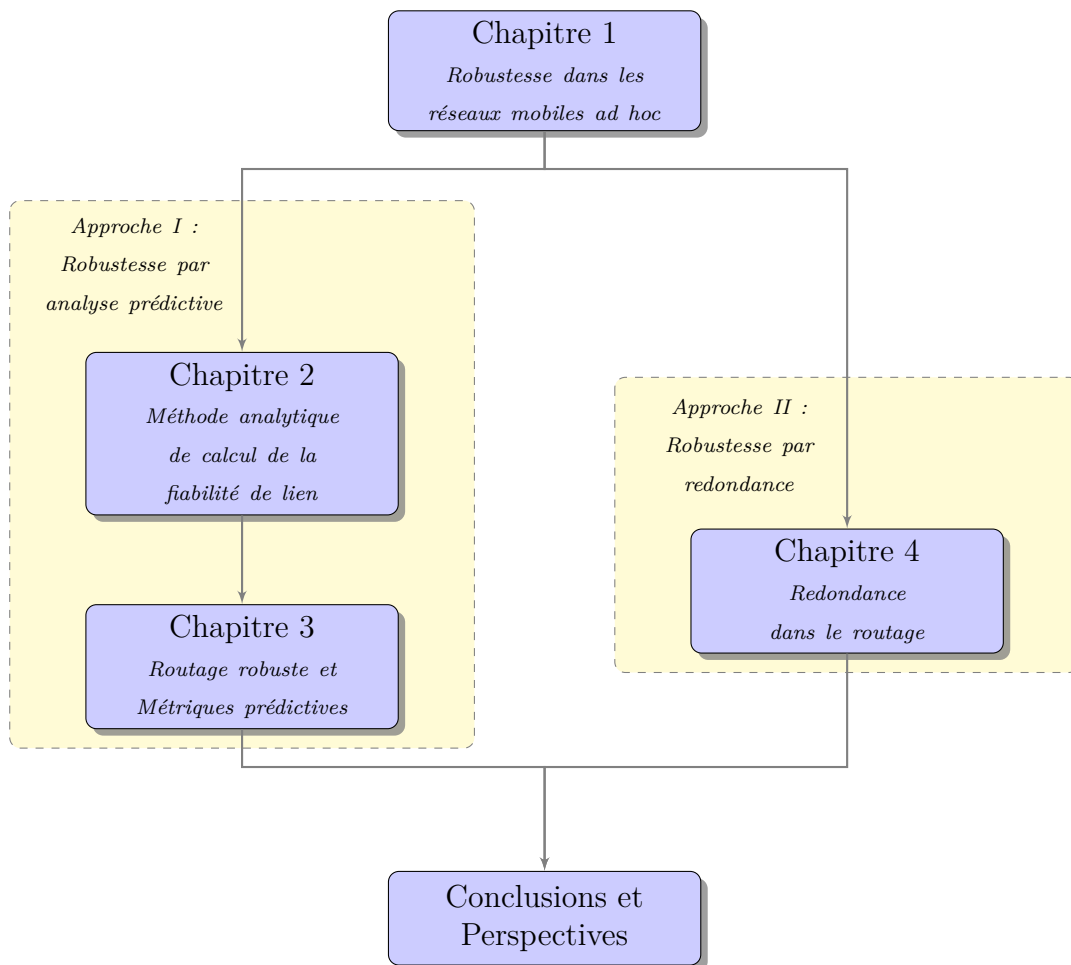 Chapitre 1
Robustesse dans les
réseaux mobiles ad hoc
Approche I :
Robustesse par
analyse prédictive
Chapitre 2
Méthode analytique
de calcul de la
fiabilité de lien
Chapitre 3
Routage robuste et
Métriques prédictives
Approche II :
Robustesse par
redondance
Chapitre 4
Redondance
dans le routage
Conclusions et
Perspectives